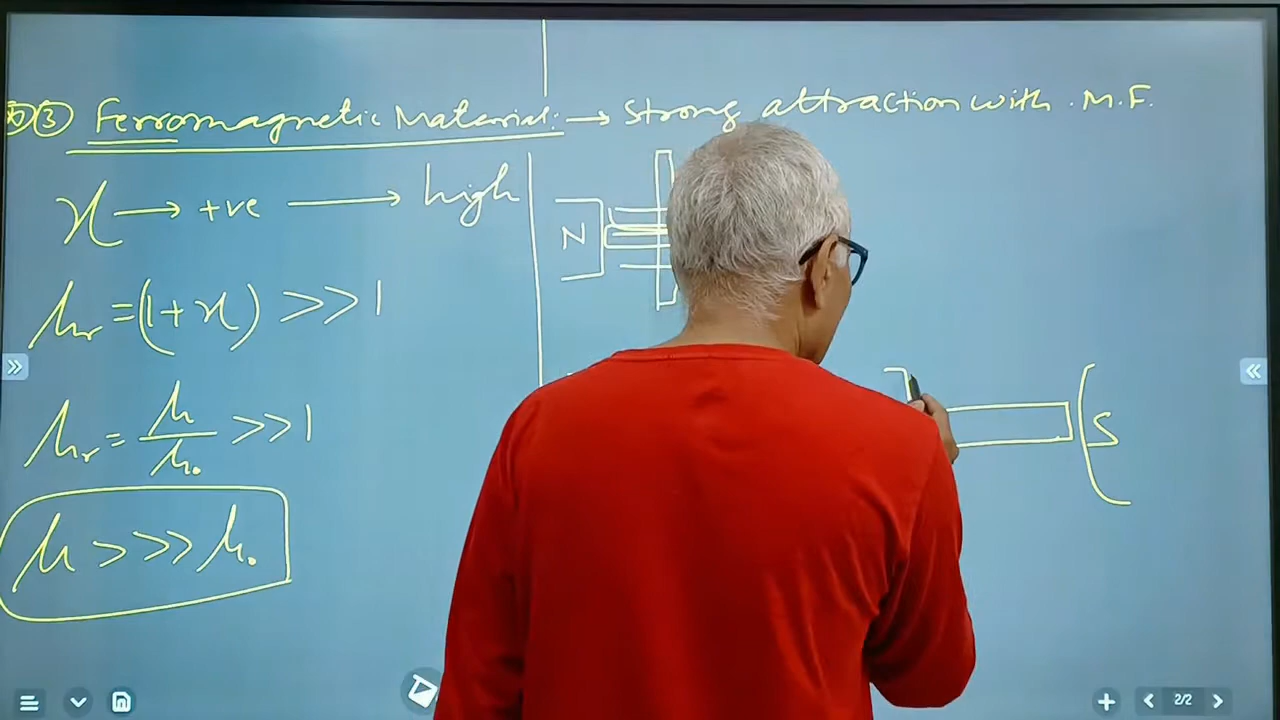 ③ Ferromagnetic Material: → Strong attraction with M.F.
χ → +ve → high
μr = (1+χ) >> 1
μr = μ/μ₀ >> 1
μ >>> μ₀
N
S
2/2